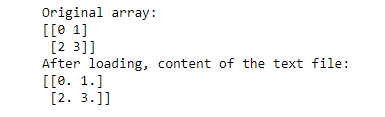 Original array:
[[0 1]
 [2 3]]
After loading, content of the text file:
[[0. 1.]
 [2. 3.]]